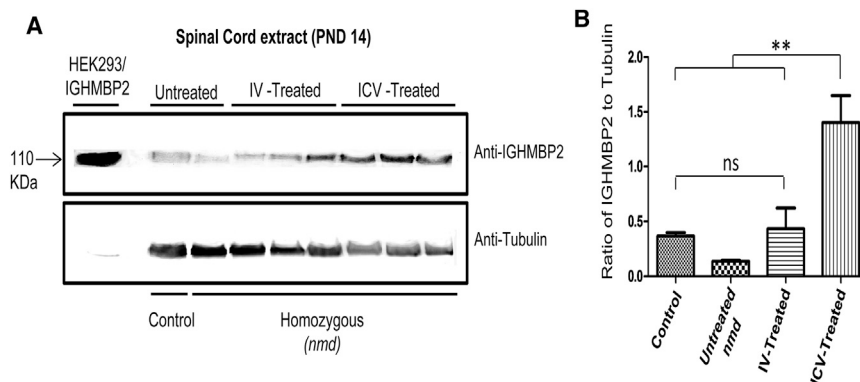 A
Spinal Cord extract (PND 14)
HEK293/
IGHMBP2
Untreated
IV -Treated
ICV -Treated
110
KDa
Anti-IGHMBP2
Anti-Tubulin
Control
Homozygous
(nmd)
B
**
ns
Ratio of IGHMBP2 to Tubulin
2.0
1.5
1.0
0.5
0.0
Control
Untreated
nmd
IV-Treated
ICV-Treated